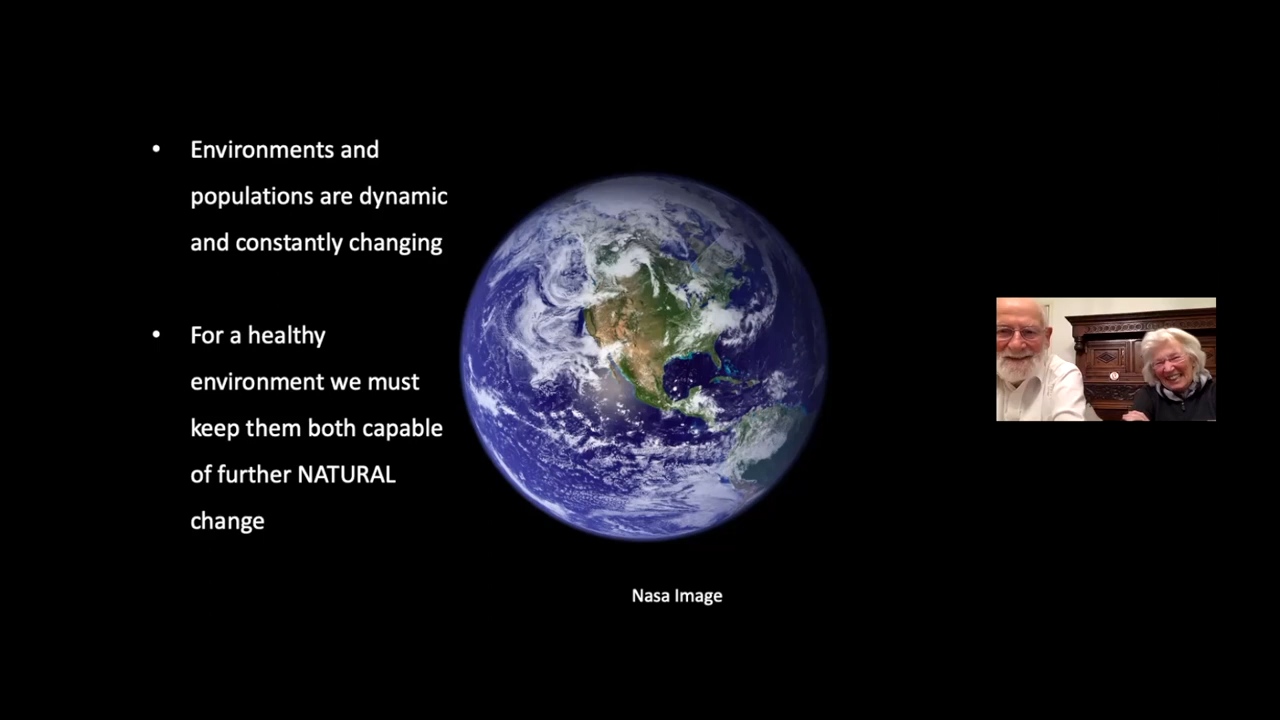 • Environments and
populations are dynamic
and constantly changing
• For a healthy
environment we must
keep them both capable
of further NATURAL
change
Nasa Image